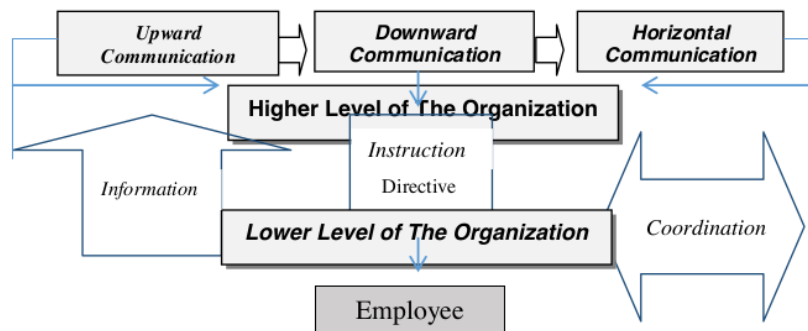 Upward
Communication
Downward
Communication
Horizontal
Communication
Higher Level of The Organization
Instruction
Directive
Information
Lower Level of The Organization
Coordination
Employee